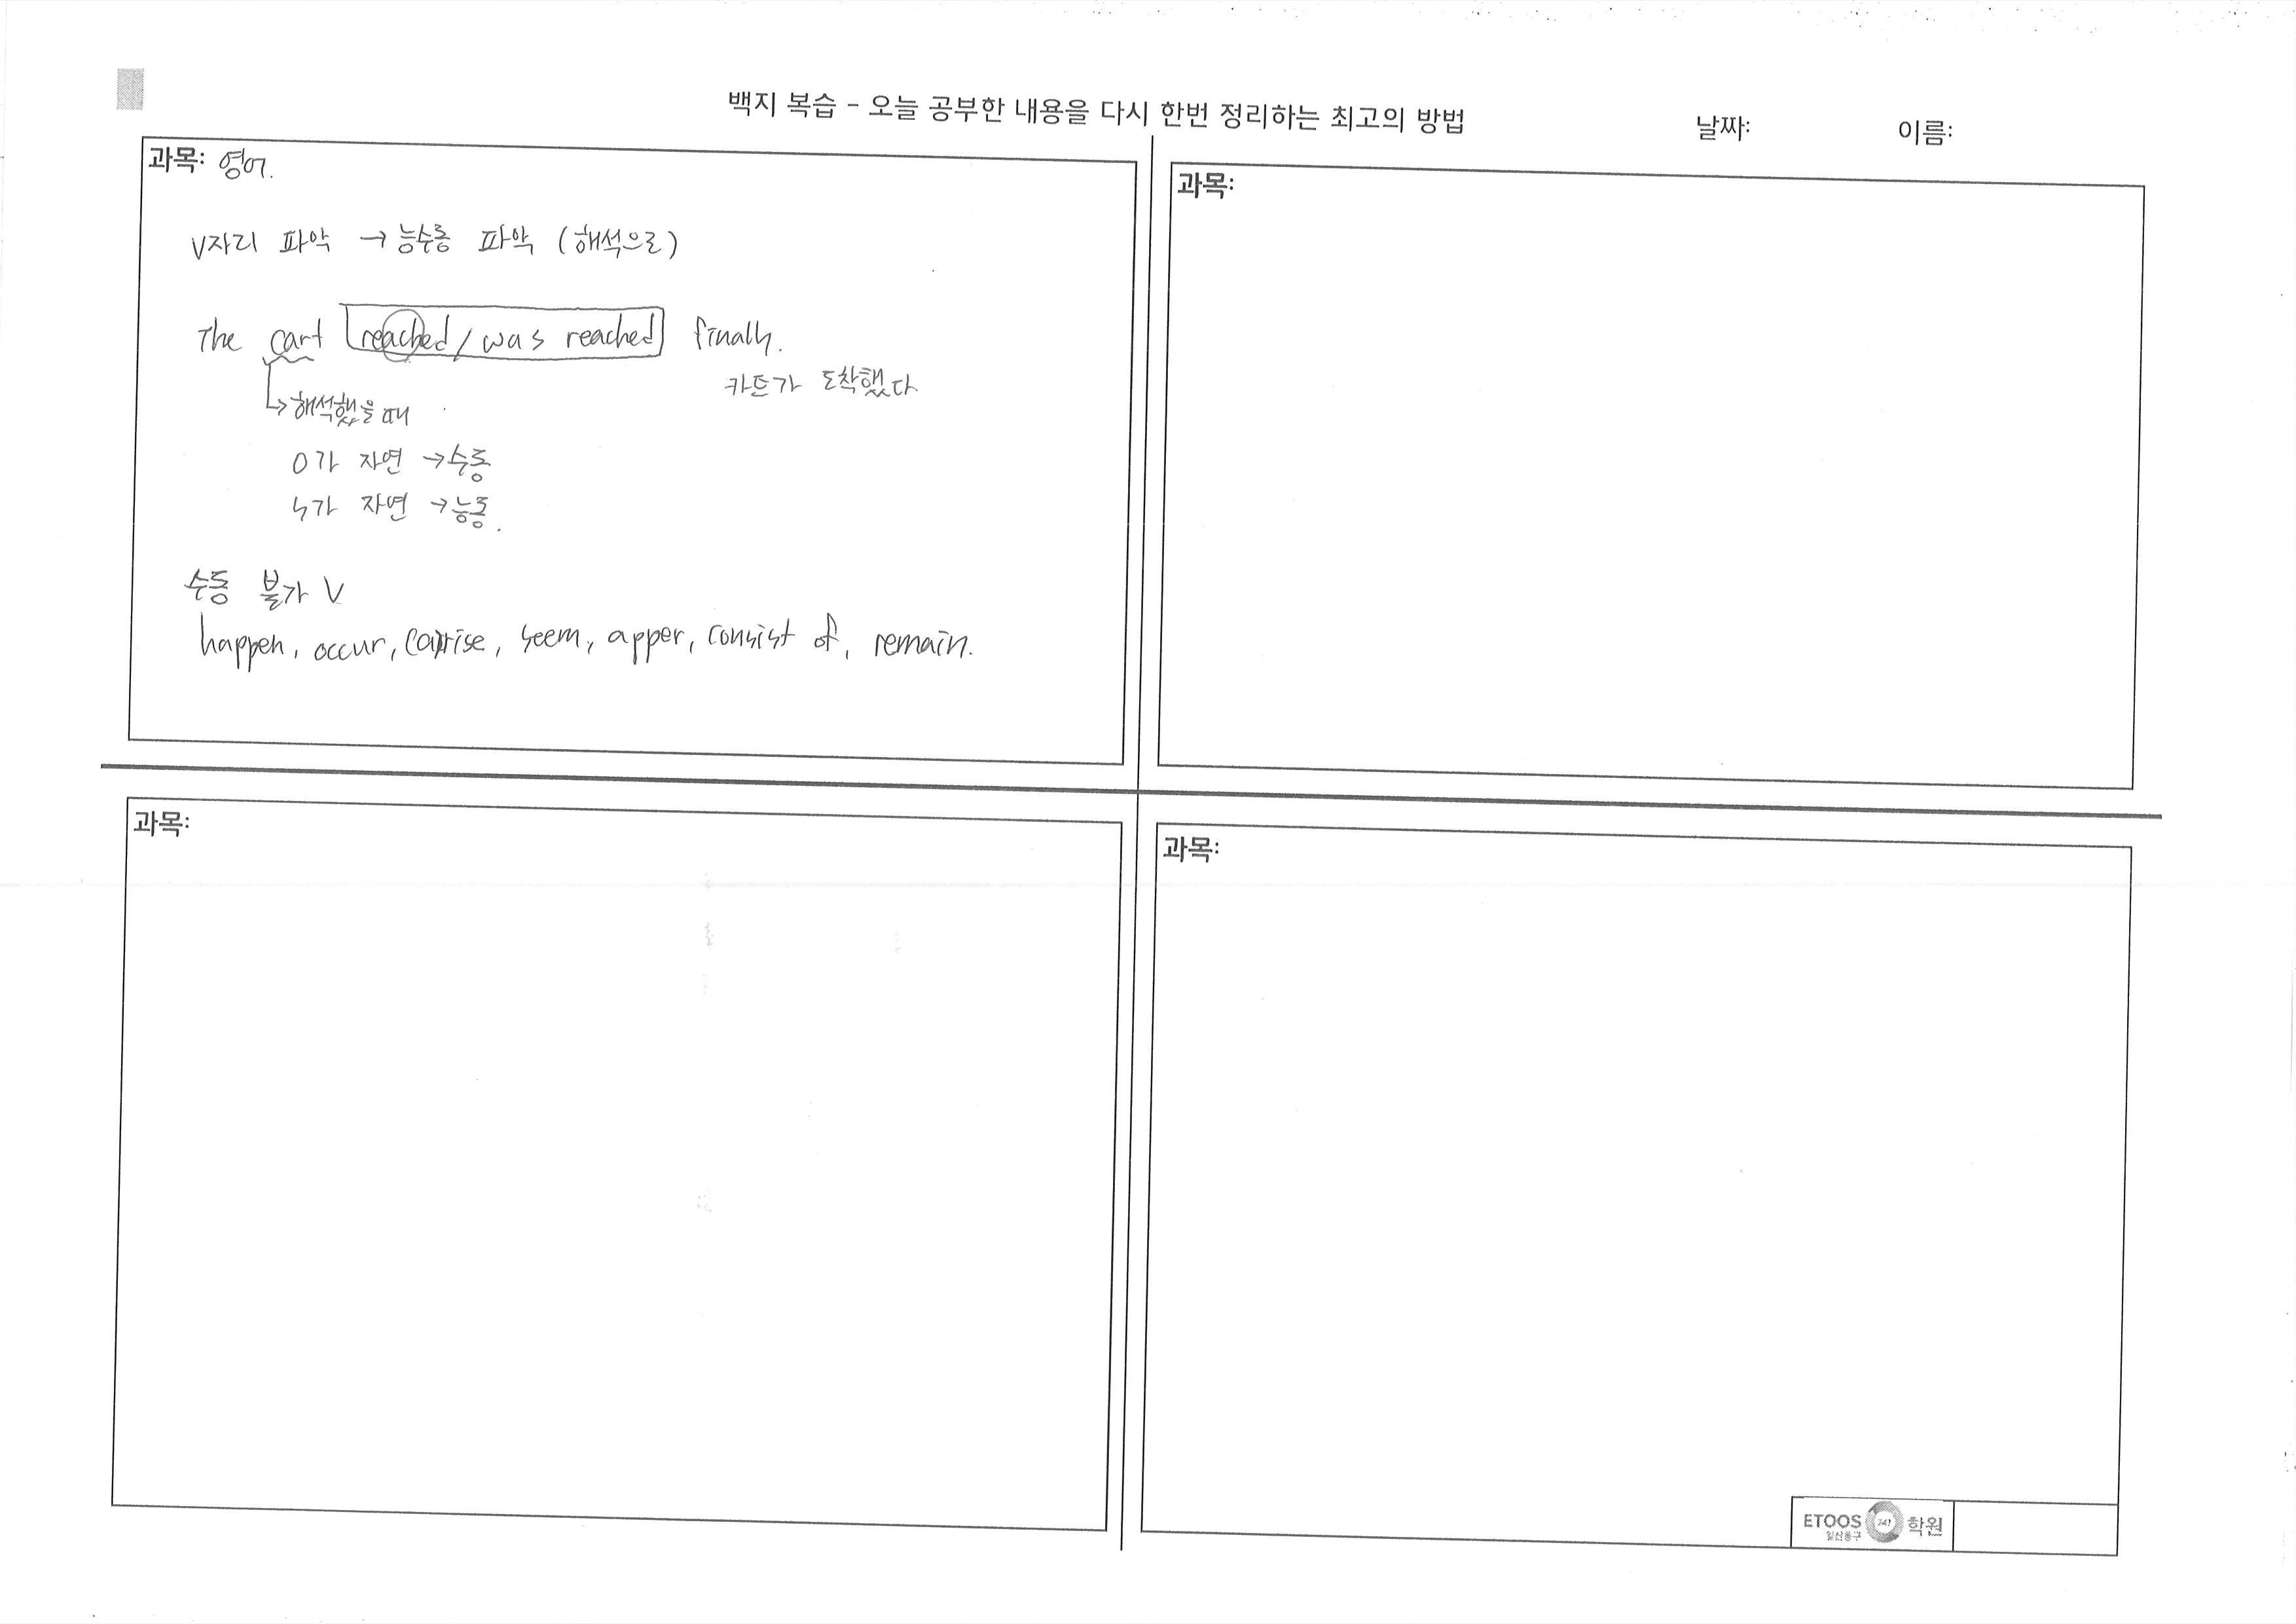 백지 복습 - 오늘 공부한 내용을 다시 한번 정리하는 최고의 방법
날짜:
이름:
과목: 영어.
V자리 파악 → 능수동 파악 (해석으로)
The cart reached / was reached finally.
카트가 도착했다
↳ 해석했을 때
O가 자연 → 수동
S가 자연 → 능동.
수동 불가 V
happen, occur, arise, seem, apper, consist of, remain.
과목:
과목:
과목:
ETOOS 247 학원
일산동구